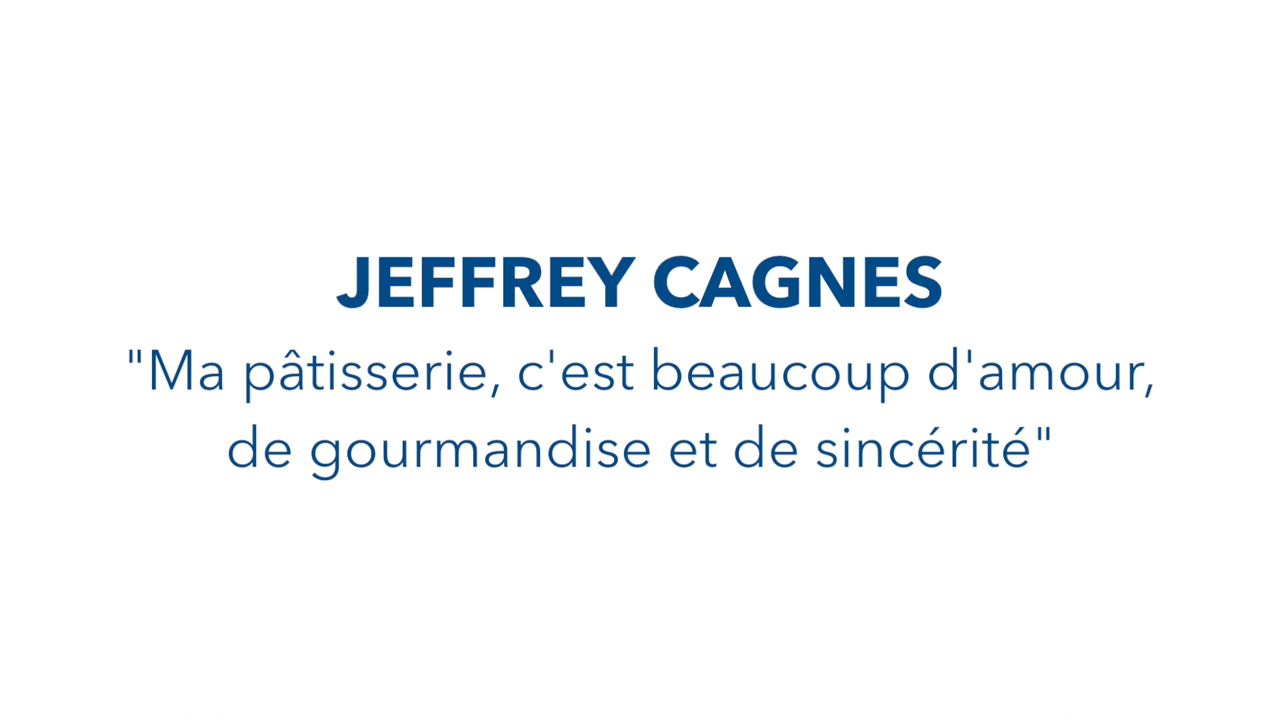 JEFFREY CAGNES
"Ma pâtisserie, c'est beaucoup d'amour,
de gourmandise et de sincérité"